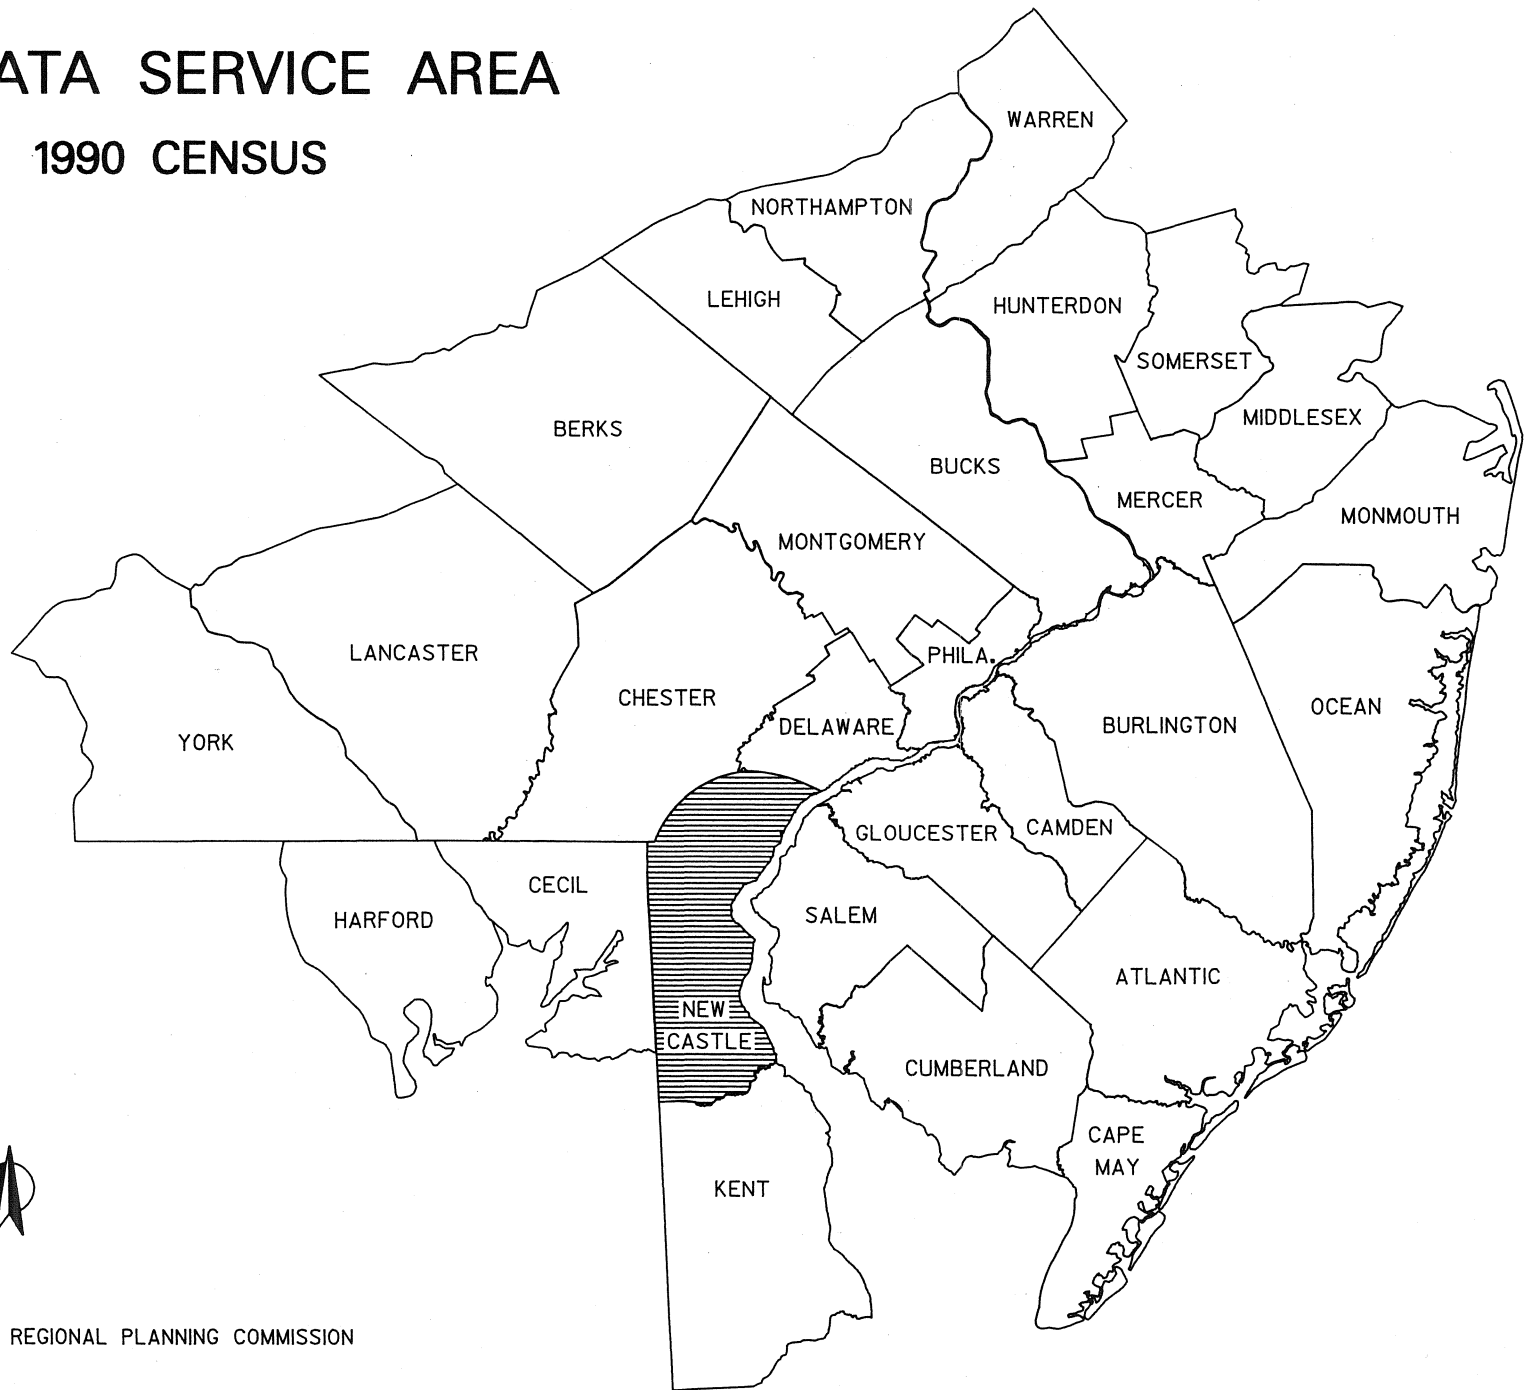 ATA SERVICE AREA
1990 CENSUS
WARREN
NORTHAMPTON
LEHIGH
HUNTERDON
SOMERSET
MIDDLESEX
BERKS
BUCKS
MERCER
MONMOUTH
MONTGOMERY
LANCASTER
PHILA.
CHESTER
DELAWARE
YORK
BURLINGTON
OCEAN
GLOUCESTER
CAMDEN
CECIL
HARFORD
SALEM
ATLANTIC
NEW
CASTLE
CUMBERLAND
CAPE
MAY
KENT
REGIONAL PLANNING COMMISSION